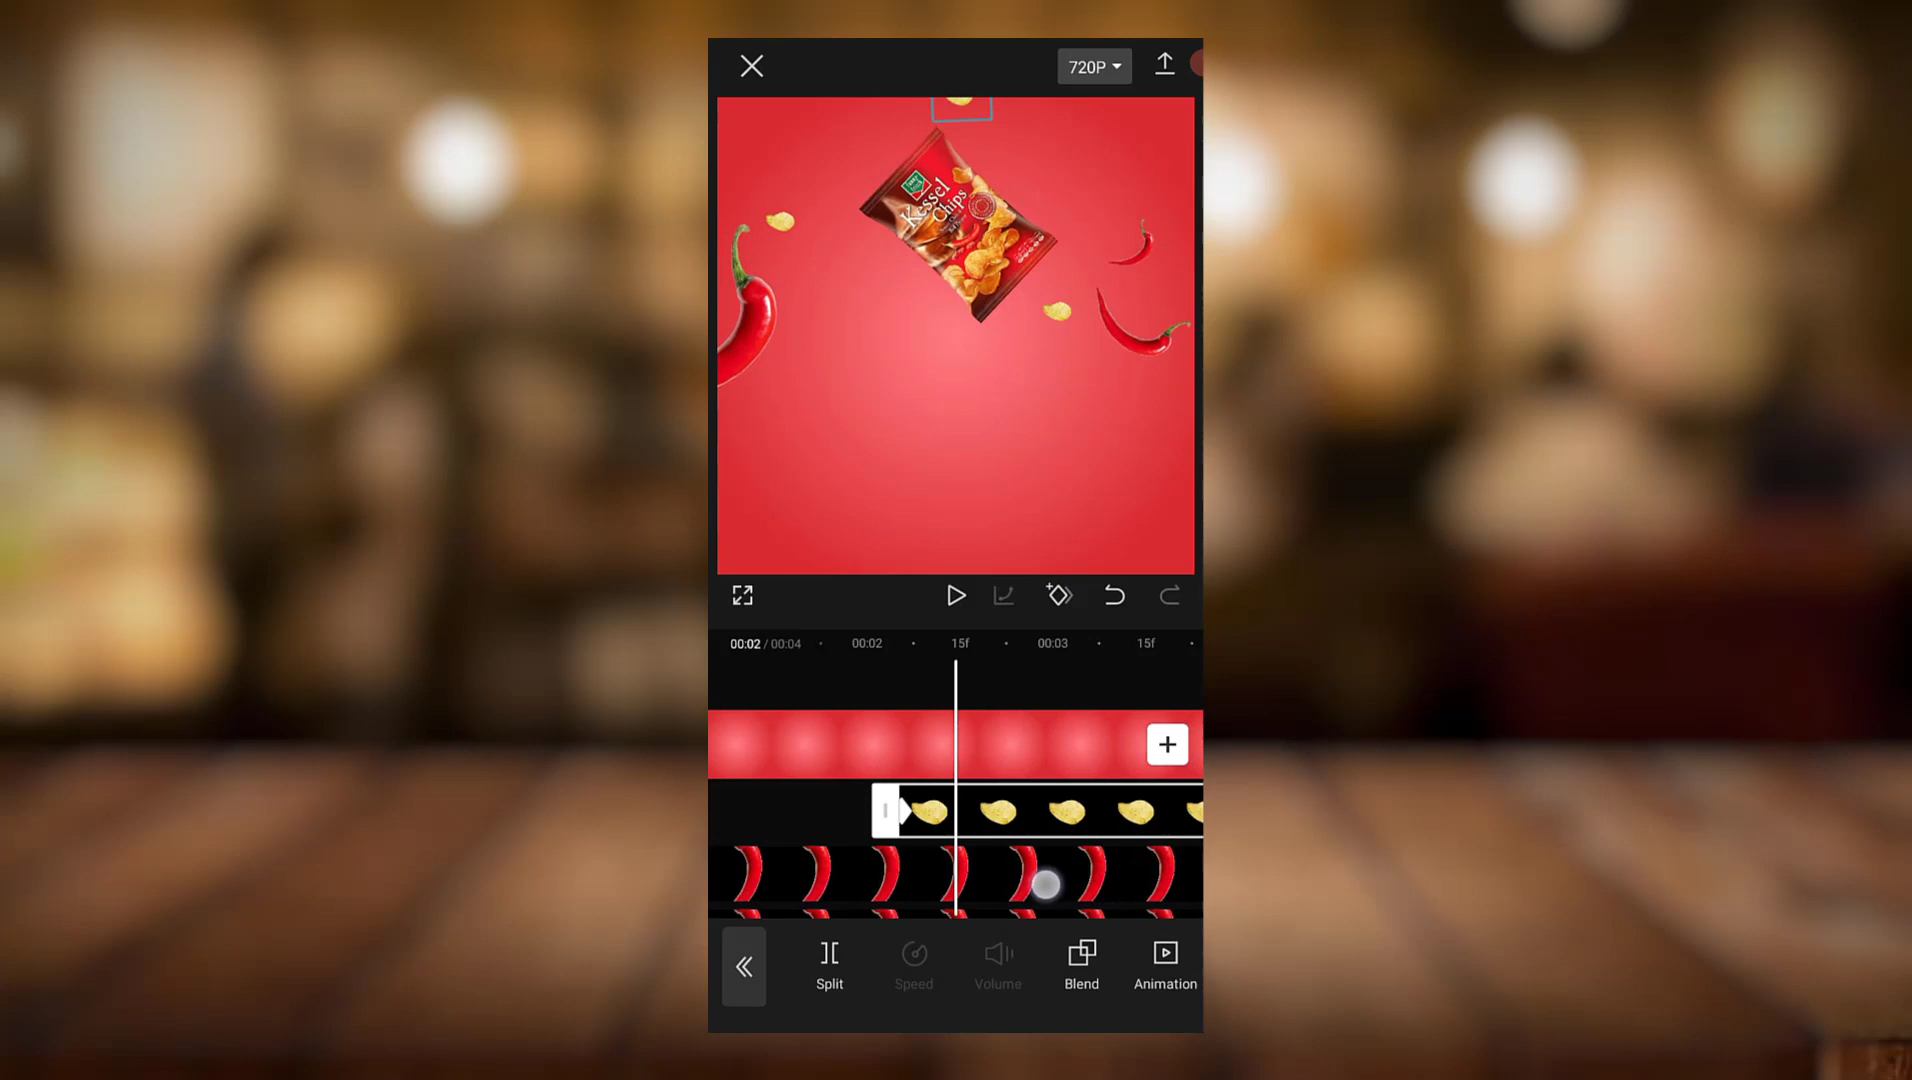 720P
Kessel
Chips
00:02 / 00:04
00:02
15f
00:03
15f
Split
Speed
Volume
Blend
Animation